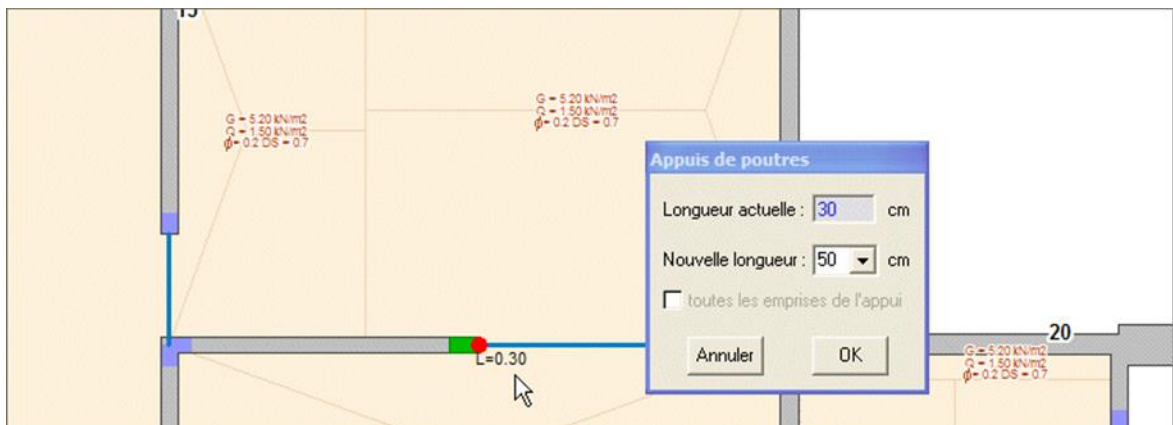 15
G = 5.20 kN/m2
Q = 1.50 kN/m2
ϕ= 0.2 DS = 0.7
G = 5.20 kN/m2
Q = 1.50 kN/m2
ϕ= 0.2 DS = 0.7
Appuis de poutres
Longueur actuelle : 30 cm
Nouvelle longueur : 50 cm
toutes les emprises de l'appui
Annuler OK
L=0.30
20
G = 5.20 kN/m2
Q = 1.50 kN/m2
ϕ= 0.2 DS = 0.7